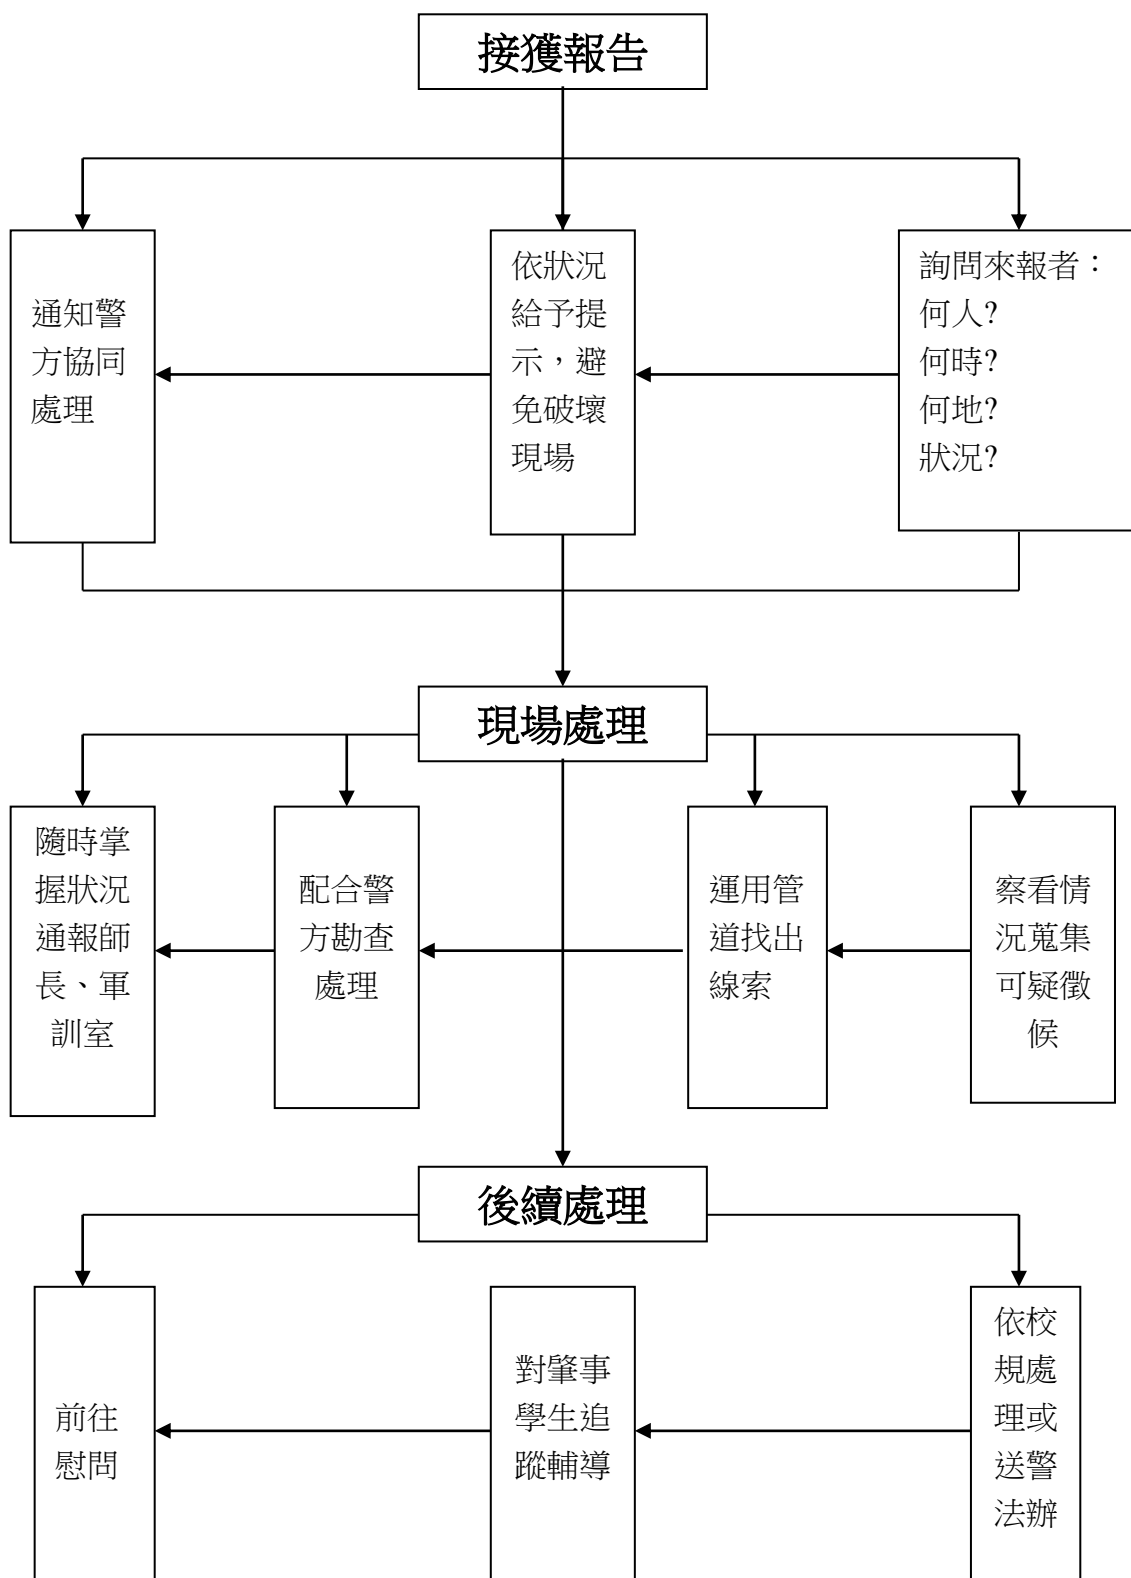 接獲報告
通知警
方協同
處理
依狀況
給予提
示，避
免破壞
現場
詢問來報者：
何人?
何時?
何地?
狀況?
現場處理
隨時掌
握狀況
通報師
長、軍
訓室
配合警
方勘查
處理
運用管
道找出
線索
察看情
況蒐集
可疑徵
候
後續處理
前往
慰問
對肇事
學生追
蹤輔導
依校
規處
理或
送警
法辦